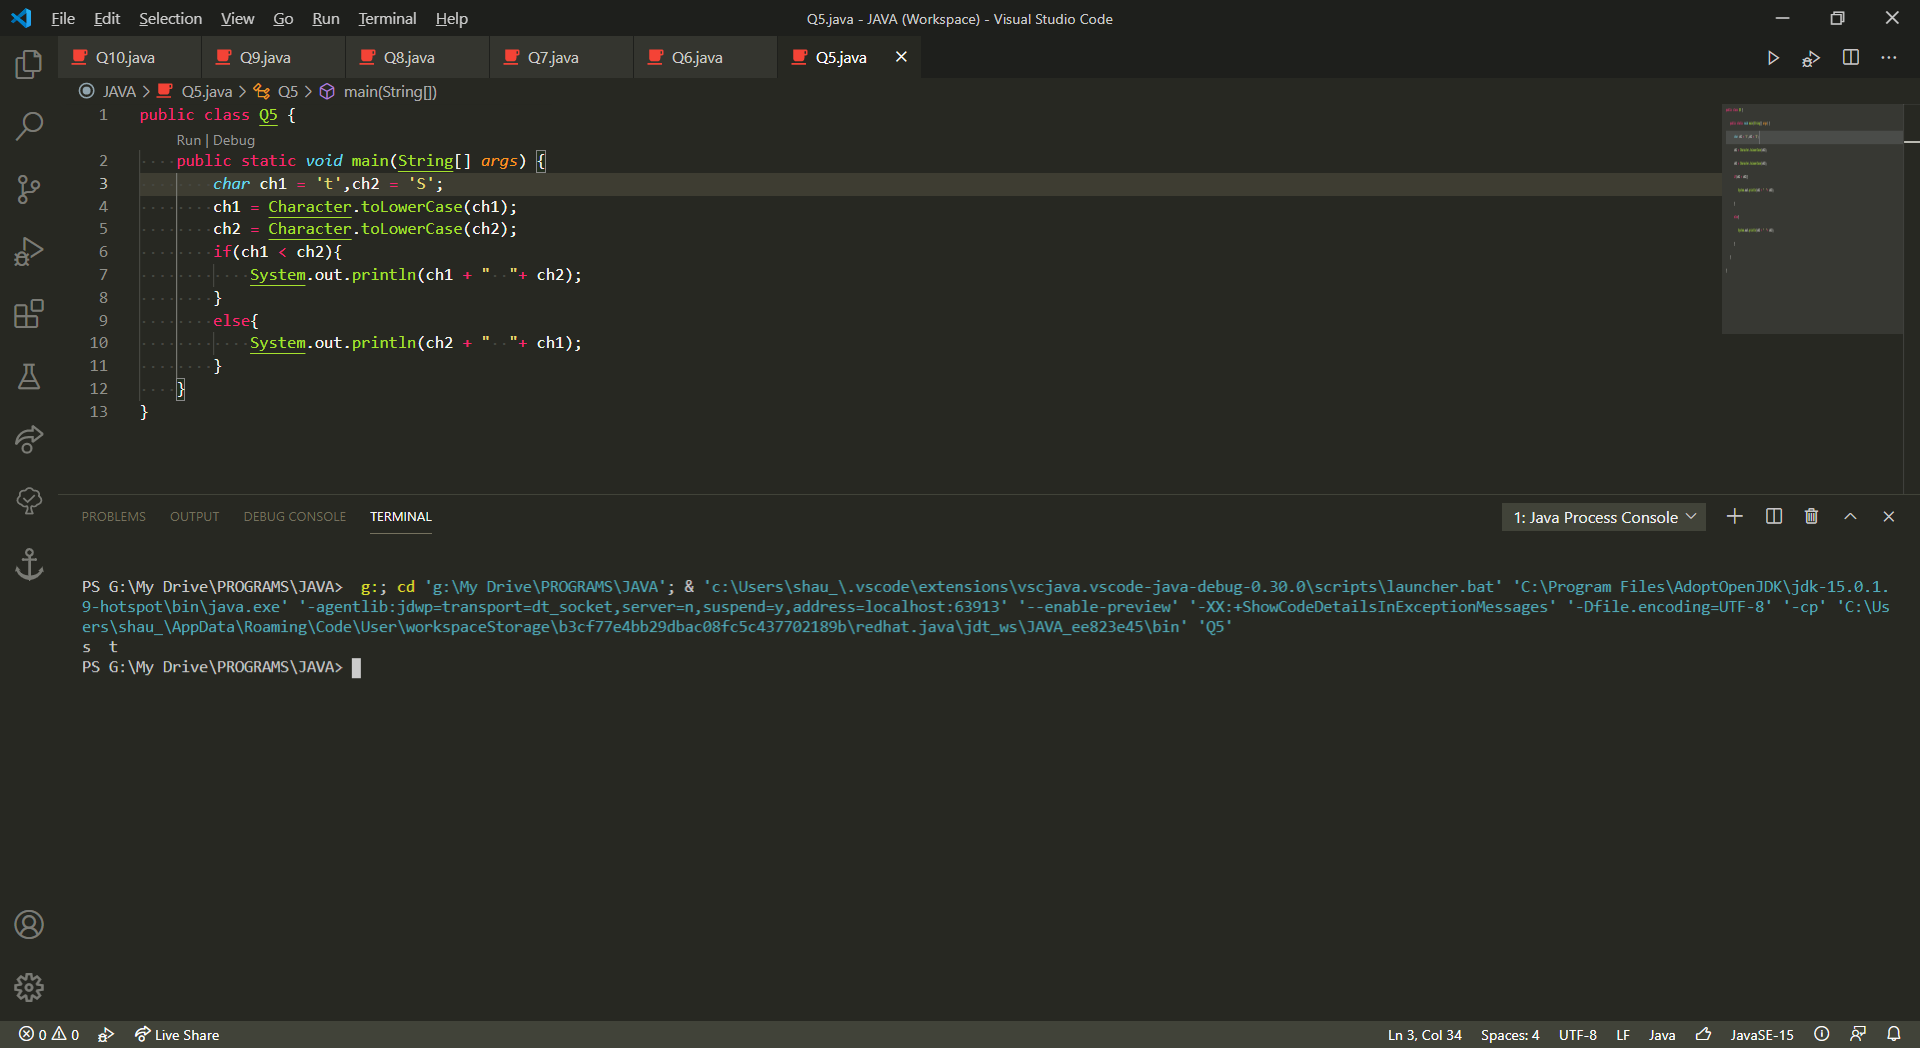 File Edit Selection View Go Run Terminal Help
Q5.java - JAVA (Workspace) - Visual Studio Code
Q10.java Q9.java Q8.java Q7.java Q6.java Q5.java
JAVA > Q5.java > Q5 > main(String[])
1 public class Q5 {
Run | Debug
2 public static void main(String[] args) {
3 char ch1 = 't',ch2 = 'S';
4 ch1 = Character.toLowerCase(ch1);
5 ch2 = Character.toLowerCase(ch2);
6 if(ch1 < ch2){
7 System.out.println(ch1 + "  "+ ch2);
8 }
9 else{
10 System.out.println(ch2 + "  "+ ch1);
11 }
12 }
13 }
PROBLEMS OUTPUT DEBUG CONSOLE TERMINAL
1: Java Process Console
PS G:\My Drive\PROGRAMS\JAVA>  g:; cd 'g:\My Drive\PROGRAMS\JAVA'; & 'c:\Users\shau_\.vscode\extensions\vscjava.vscode-java-debug-0.30.0\scripts\launcher.bat' 'C:\Program Files\AdoptOpenJDK\jdk-15.0.1.
9-hotspot\bin\java.exe' '-agentlib:jdwp=transport=dt_socket,server=n,suspend=y,address=localhost:63913' '--enable-preview' '-XX:+ShowCodeDetailsInExceptionMessages' '-Dfile.encoding=UTF-8' '-cp' 'C:\Us
ers\shau_\AppData\Roaming\Code\User\workspaceStorage\b3cf77e4bb29dbac08fc5c437702189b\redhat.java\jdt_ws\JAVA_ee823e45\bin' 'Q5'
s  t
PS G:\My Drive\PROGRAMS\JAVA>
0 0 Live Share
Ln 3, Col 34 Spaces: 4 UTF-8 LF Java JavaSE-15